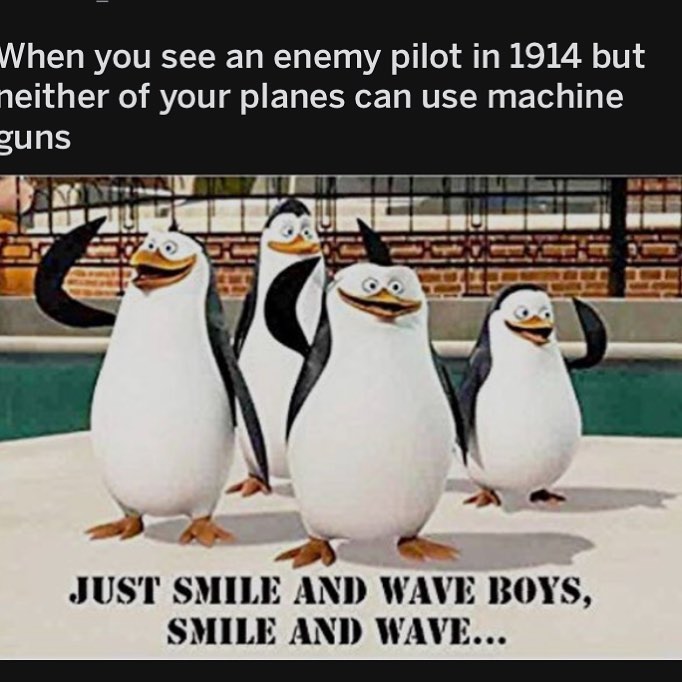 When you see an enemy pilot in 1914 but
neither of your planes can use machine
guns
JUST SMILE AND WAVE BOYS,
SMILE AND WAVE...